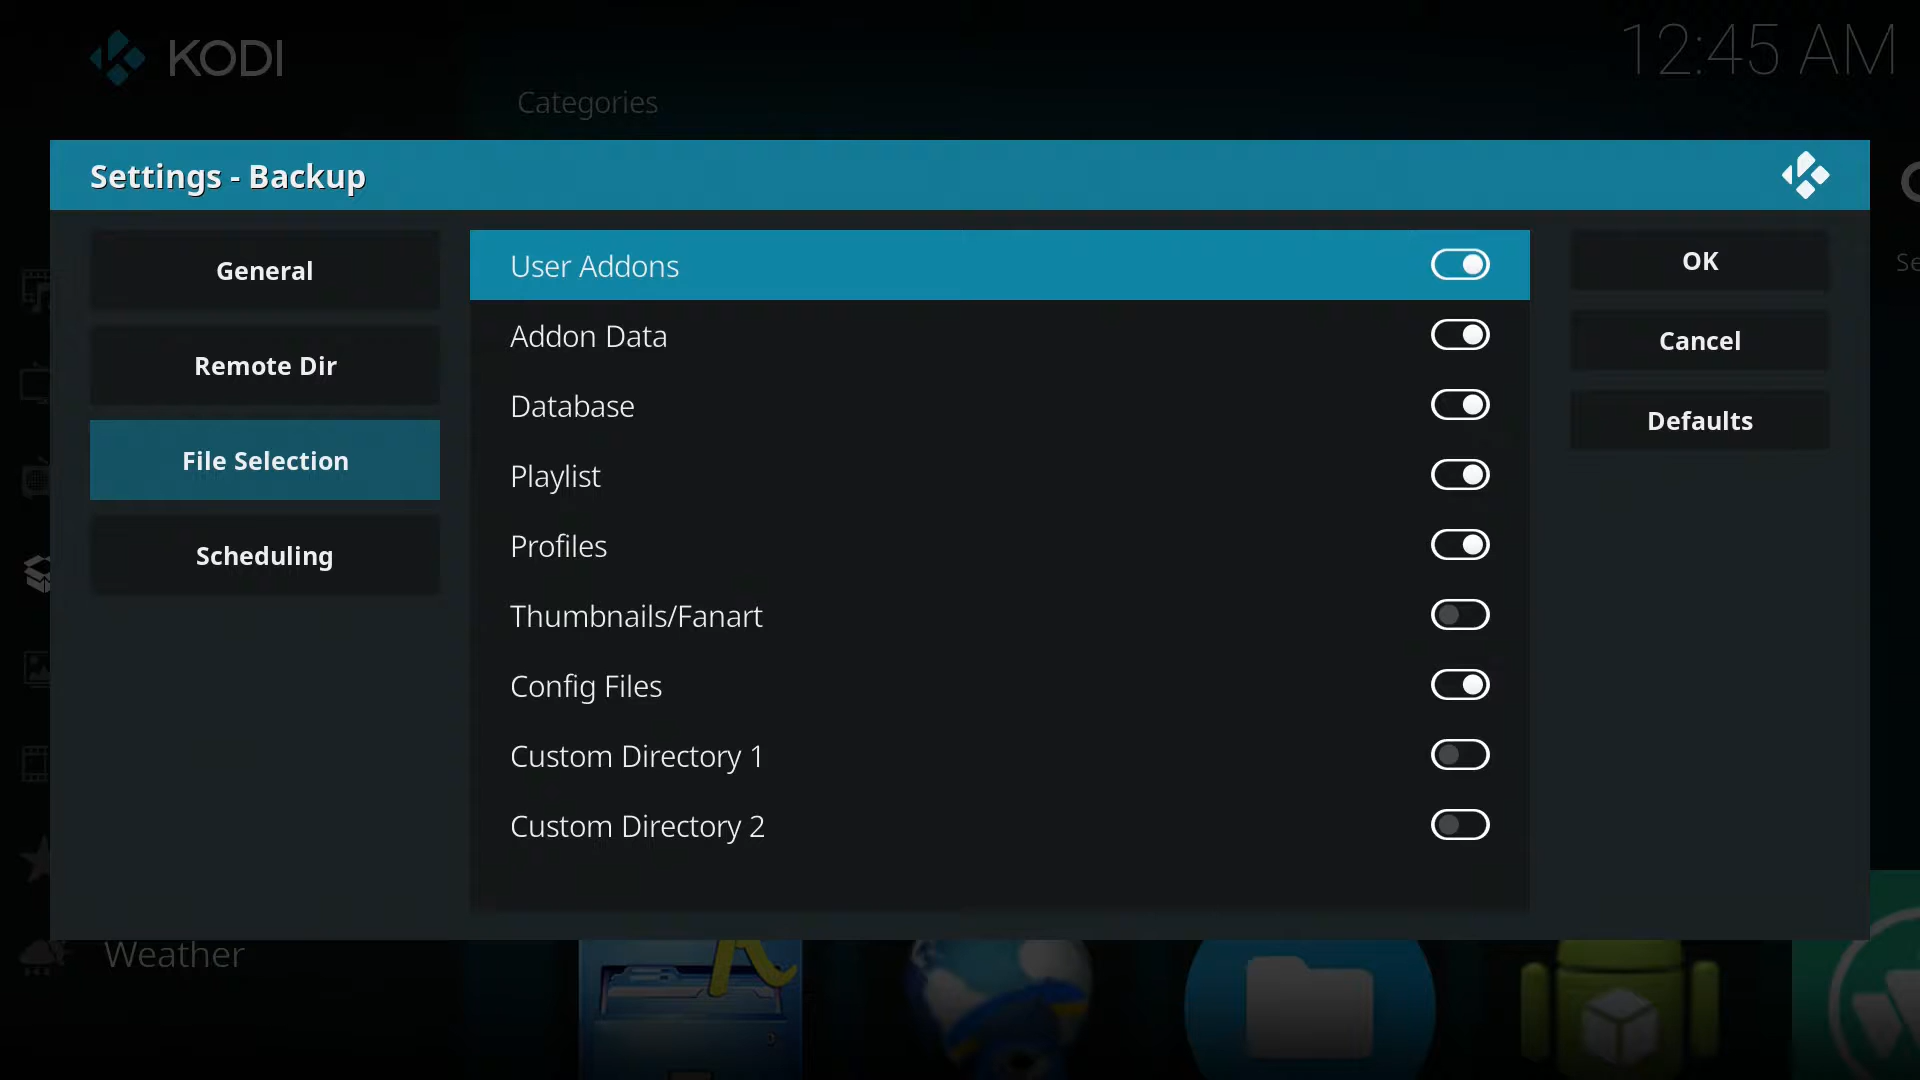 KODI
12:45 AM
Categories
Settings - Backup
General
Remote Dir
File Selection
Scheduling
User Addons
Addon Data
Database
Playlist
Profiles
Thumbnails/Fanart
Config Files
Custom Directory 1
Custom Directory 2
OK
Cancel
Defaults
Se
Weather